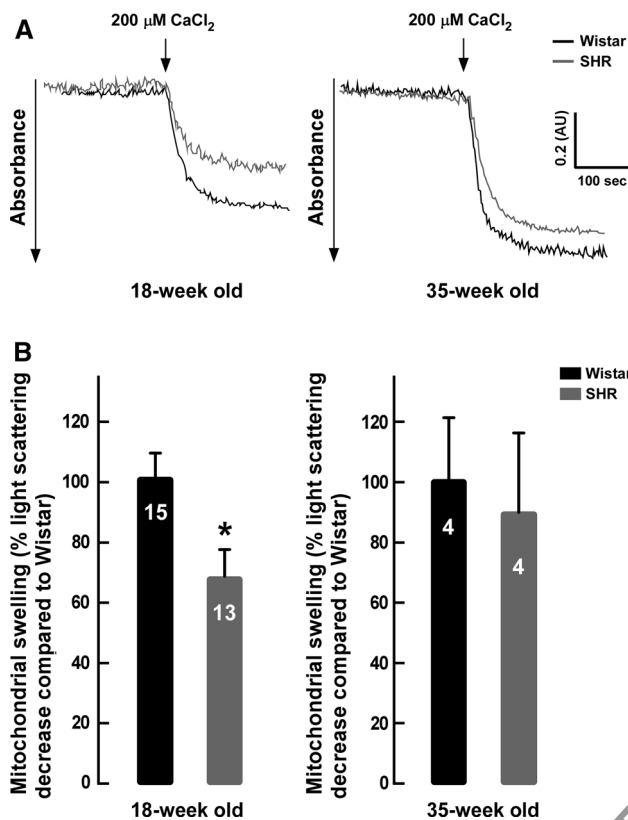 A
200 μM CaCl2
200 μM CaCl2
Wistar
SHR
Absorbance
Absorbance
0.2 (AU)
100 sec
18-week old
35-week old
B
Mitochondrial swelling (% light scattering
decrease compared to Wistar)
120
100
80
60
40
20
0
15
*
13
18-week old
Mitochondrial swelling (% light scattering
decrease compared to Wistar)
120
100
80
60
40
20
0
4
4
35-week old
Wistar
SHR